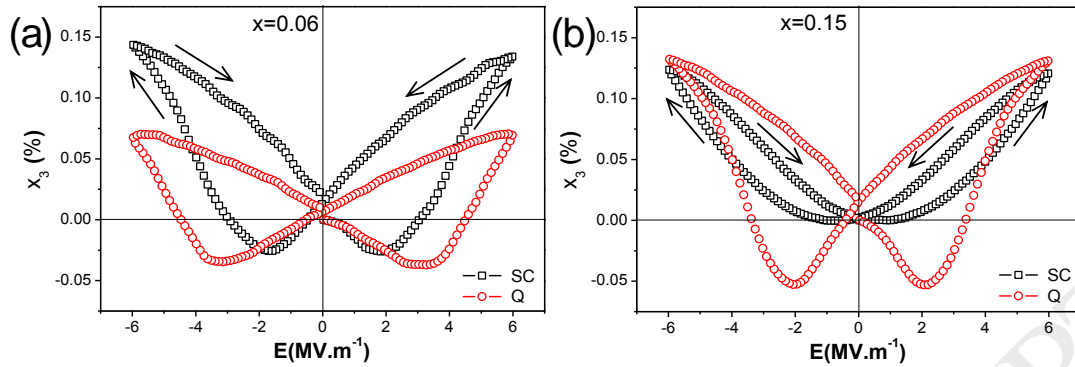 (a)
x=0.06
0.15
0.10
0.05
0.00
-0.05
x₃ (%)
-6 -4 -2 0 2 4 6
E(MV.m⁻¹)
SC
Q
(b)
x=0.15
0.15
0.10
0.05
0.00
-0.05
x₃ (%)
-6 -4 -2 0 2 4 6
E(MV.m⁻¹)
SC
Q